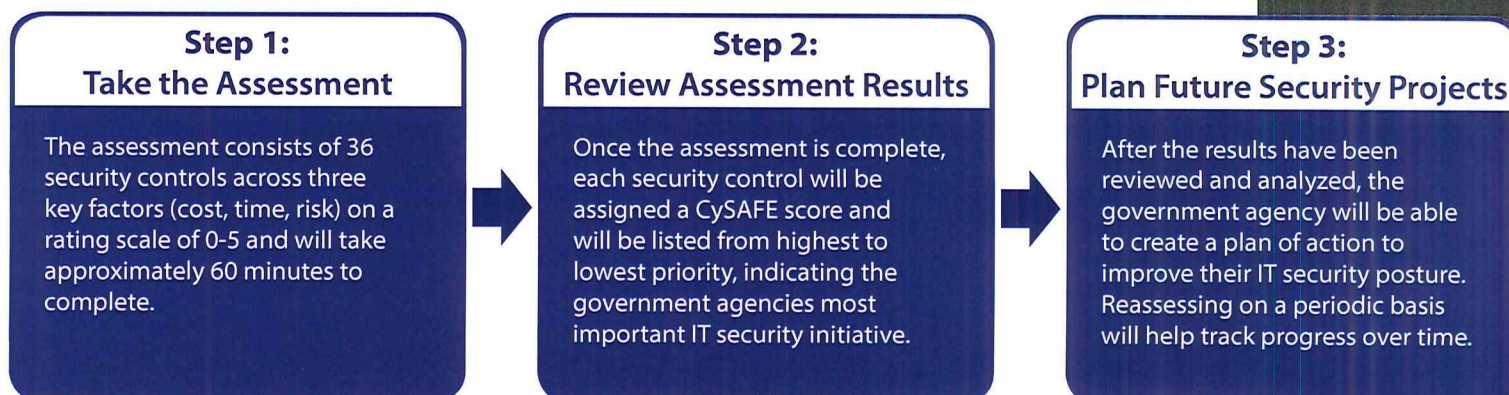 Step 1:
Take the Assessment
The assessment consists of 36
security controls across three
key factors (cost, time, risk) on a
rating scale of 0-5 and will take
approximately 60 minutes to
complete.
Step 2:
Review Assessment Results
Once the assessment is complete,
each security control will be
assigned a CySAFE score and
will be listed from highest to
lowest priority, indicating the
government agencies most
important IT security initiative.
Step 3:
Plan Future Security Projects
After the results have been
reviewed and analyzed, the
government agency will be able
to create a plan of action to
improve their IT security posture.
Reassessing on a periodic basis
will help track progress over time.